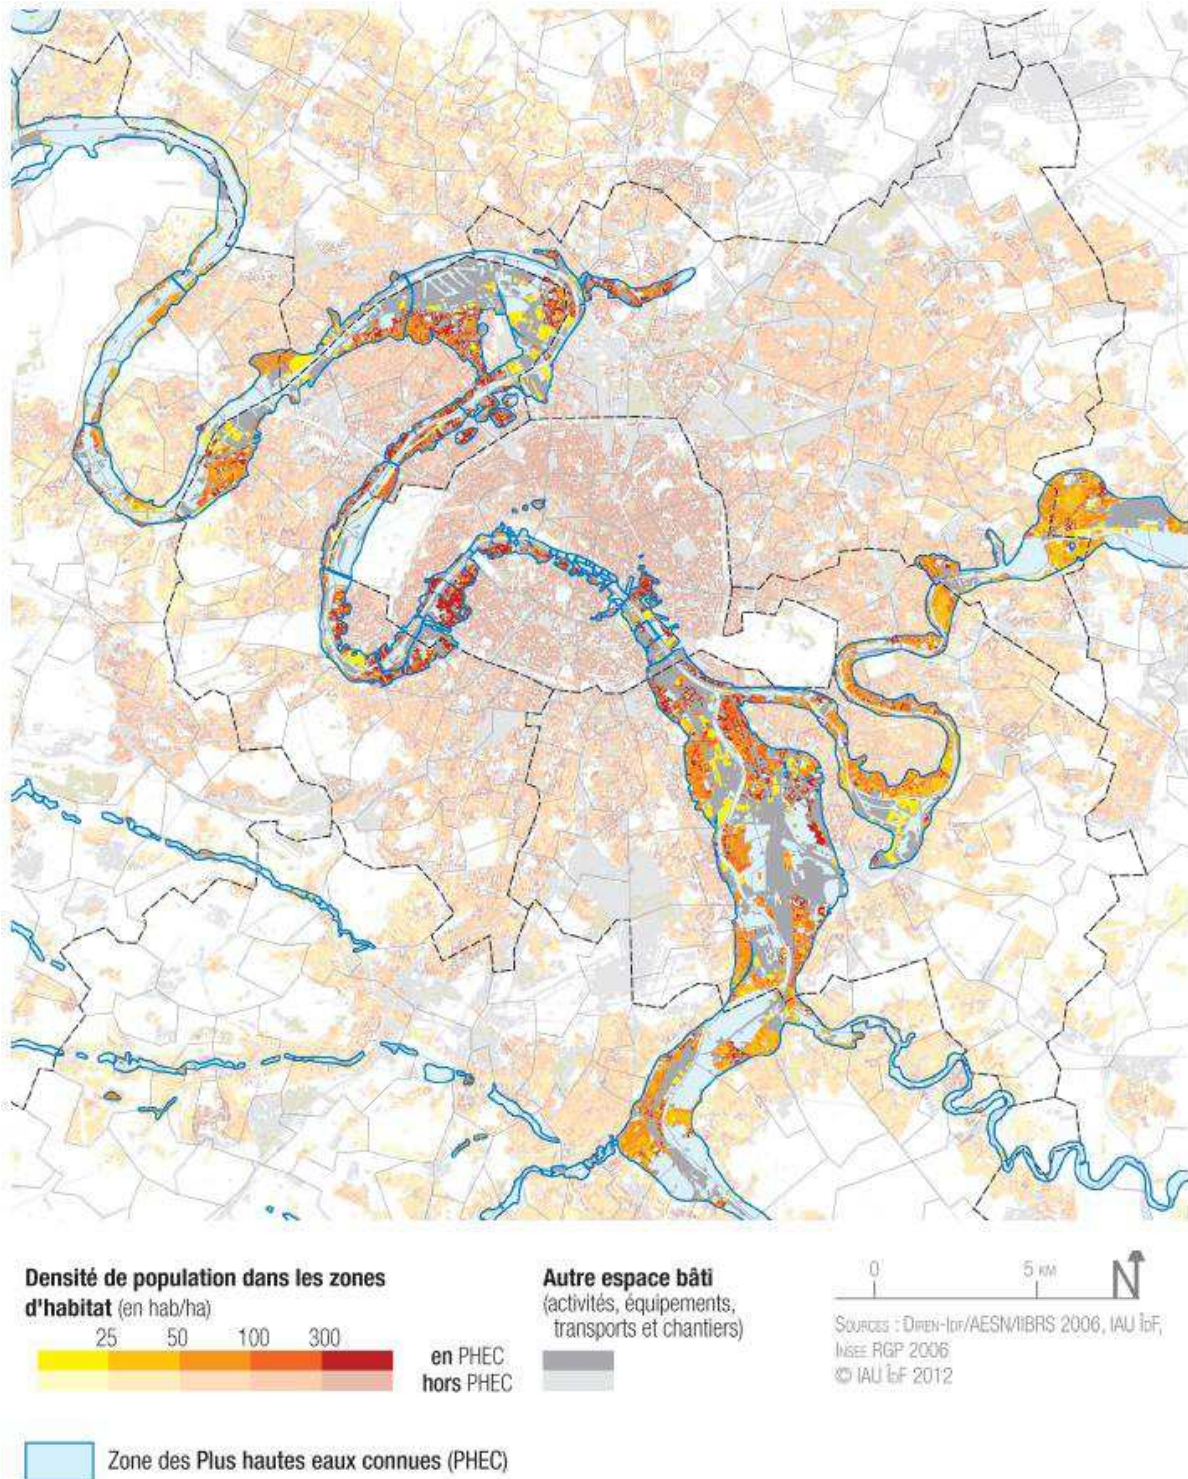 Densité de population dans les zones
d'habitat (en hab/ha)
25 50 100 300
en PHEC
hors PHEC
Autre espace bâti
(activités, équipements,
transports et chantiers)
0 5 KM
N
SOURCES : DIREN-IDF/AESN/IIBRS 2006, IAU ÎDF,
INSEE RGP 2006
© IAU ÎDF 2012
Zone des Plus hautes eaux connues (PHEC)